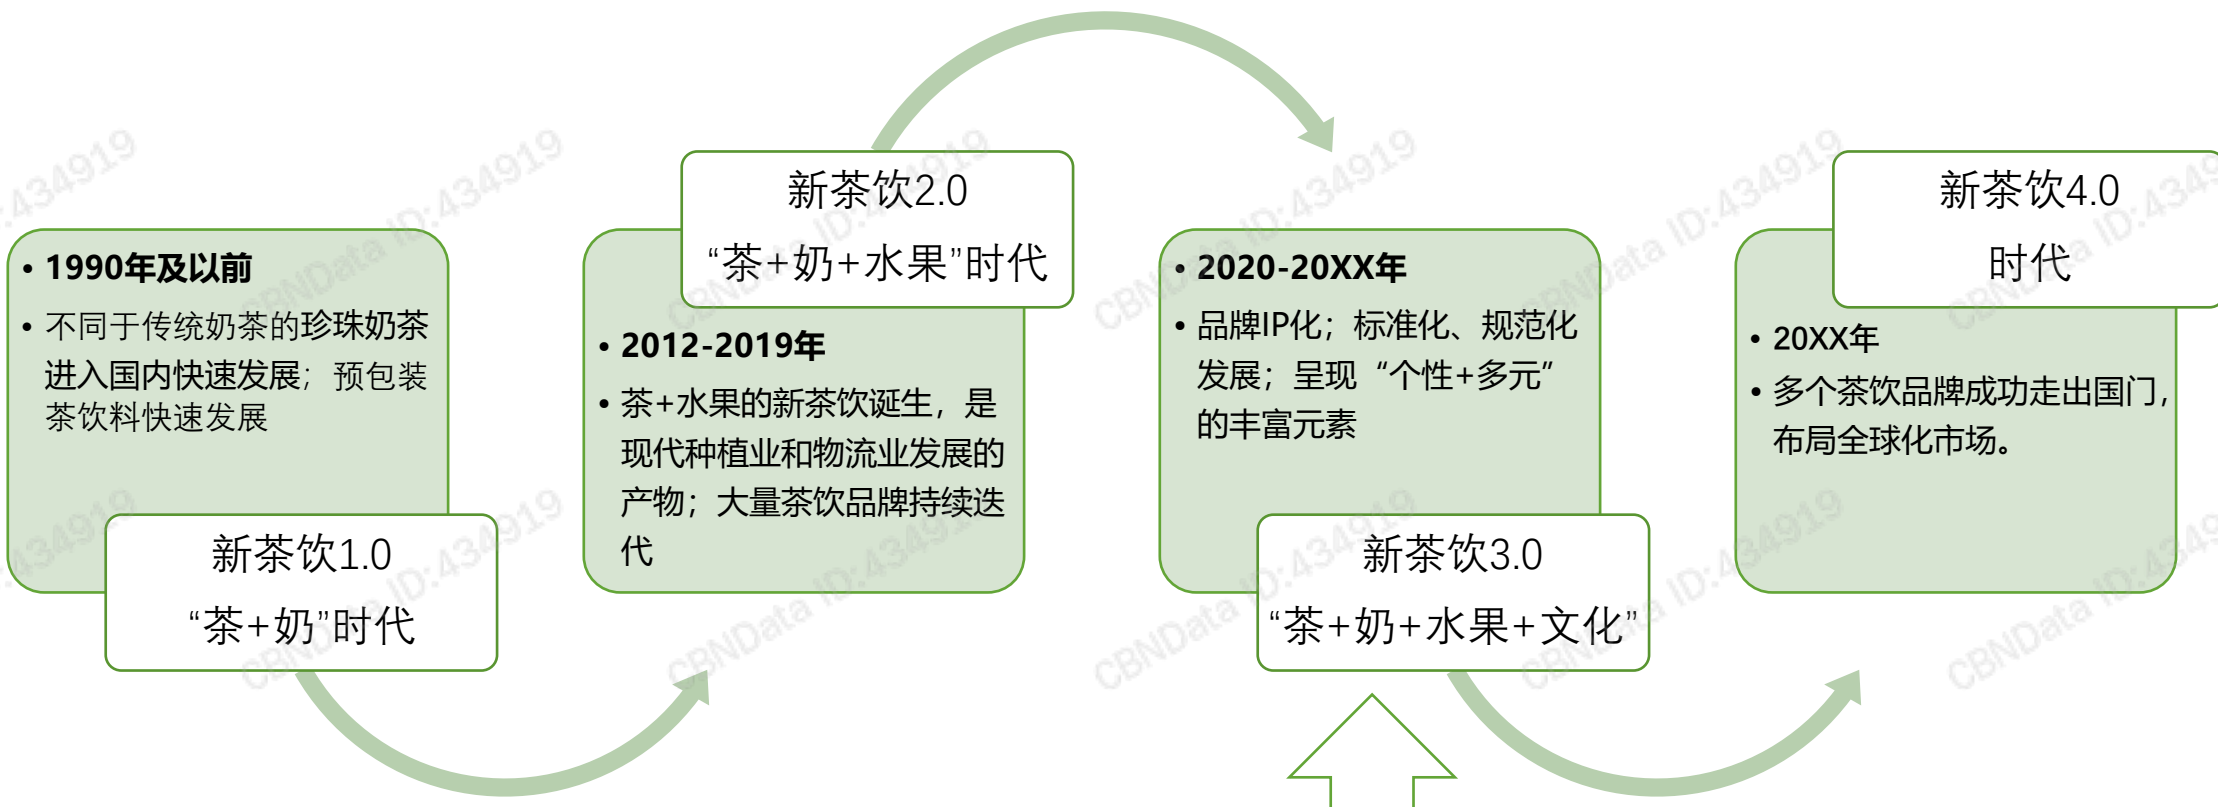 • 1990年及以前
• 不同于传统奶茶的珍珠奶茶
进入国内快速发展；预包装
茶饮料快速发展
新茶饮1.0
“茶+奶”时代
新茶饮2.0
“茶+奶+水果”时代
• 2012-2019年
• 茶+水果的新茶饮诞生，是
现代种植业和物流业发展的
产物；大量茶饮品牌持续迭
代
• 2020-20XX年
• 品牌IP化；标准化、规范化
发展；呈现“个性+多元”
的丰富元素
新茶饮3.0
“茶+奶+水果+文化”
新茶饮4.0
时代
• 20XX年
• 多个茶饮品牌成功走出国门，
布局全球化市场。
CBNData ID:434919